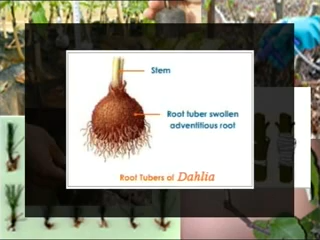 Stem
Root tuber swollen
adventitious root
Root Tubers of Dahlia